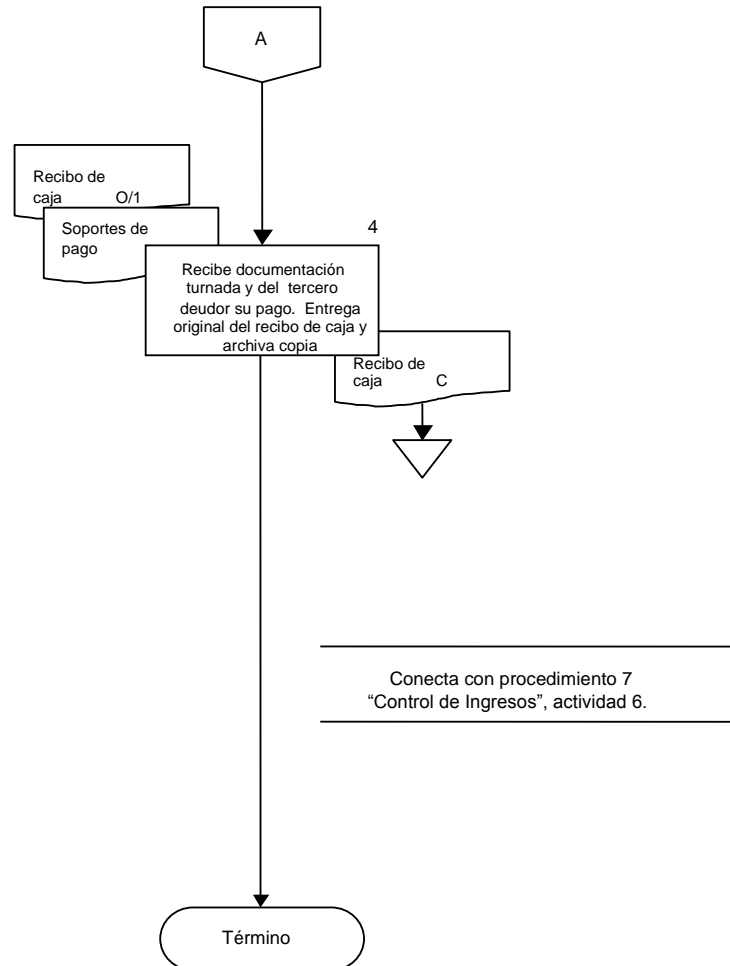 A
Recibo de
caja O/1
Soportes de
pago
4
Recibe documentación
turnada y del tercero
deudor su pago. Entrega
original del recibo de caja y
archiva copia
Recibo de
caja C
Conecta con procedimiento 7
“Control de Ingresos”, actividad 6.
Término